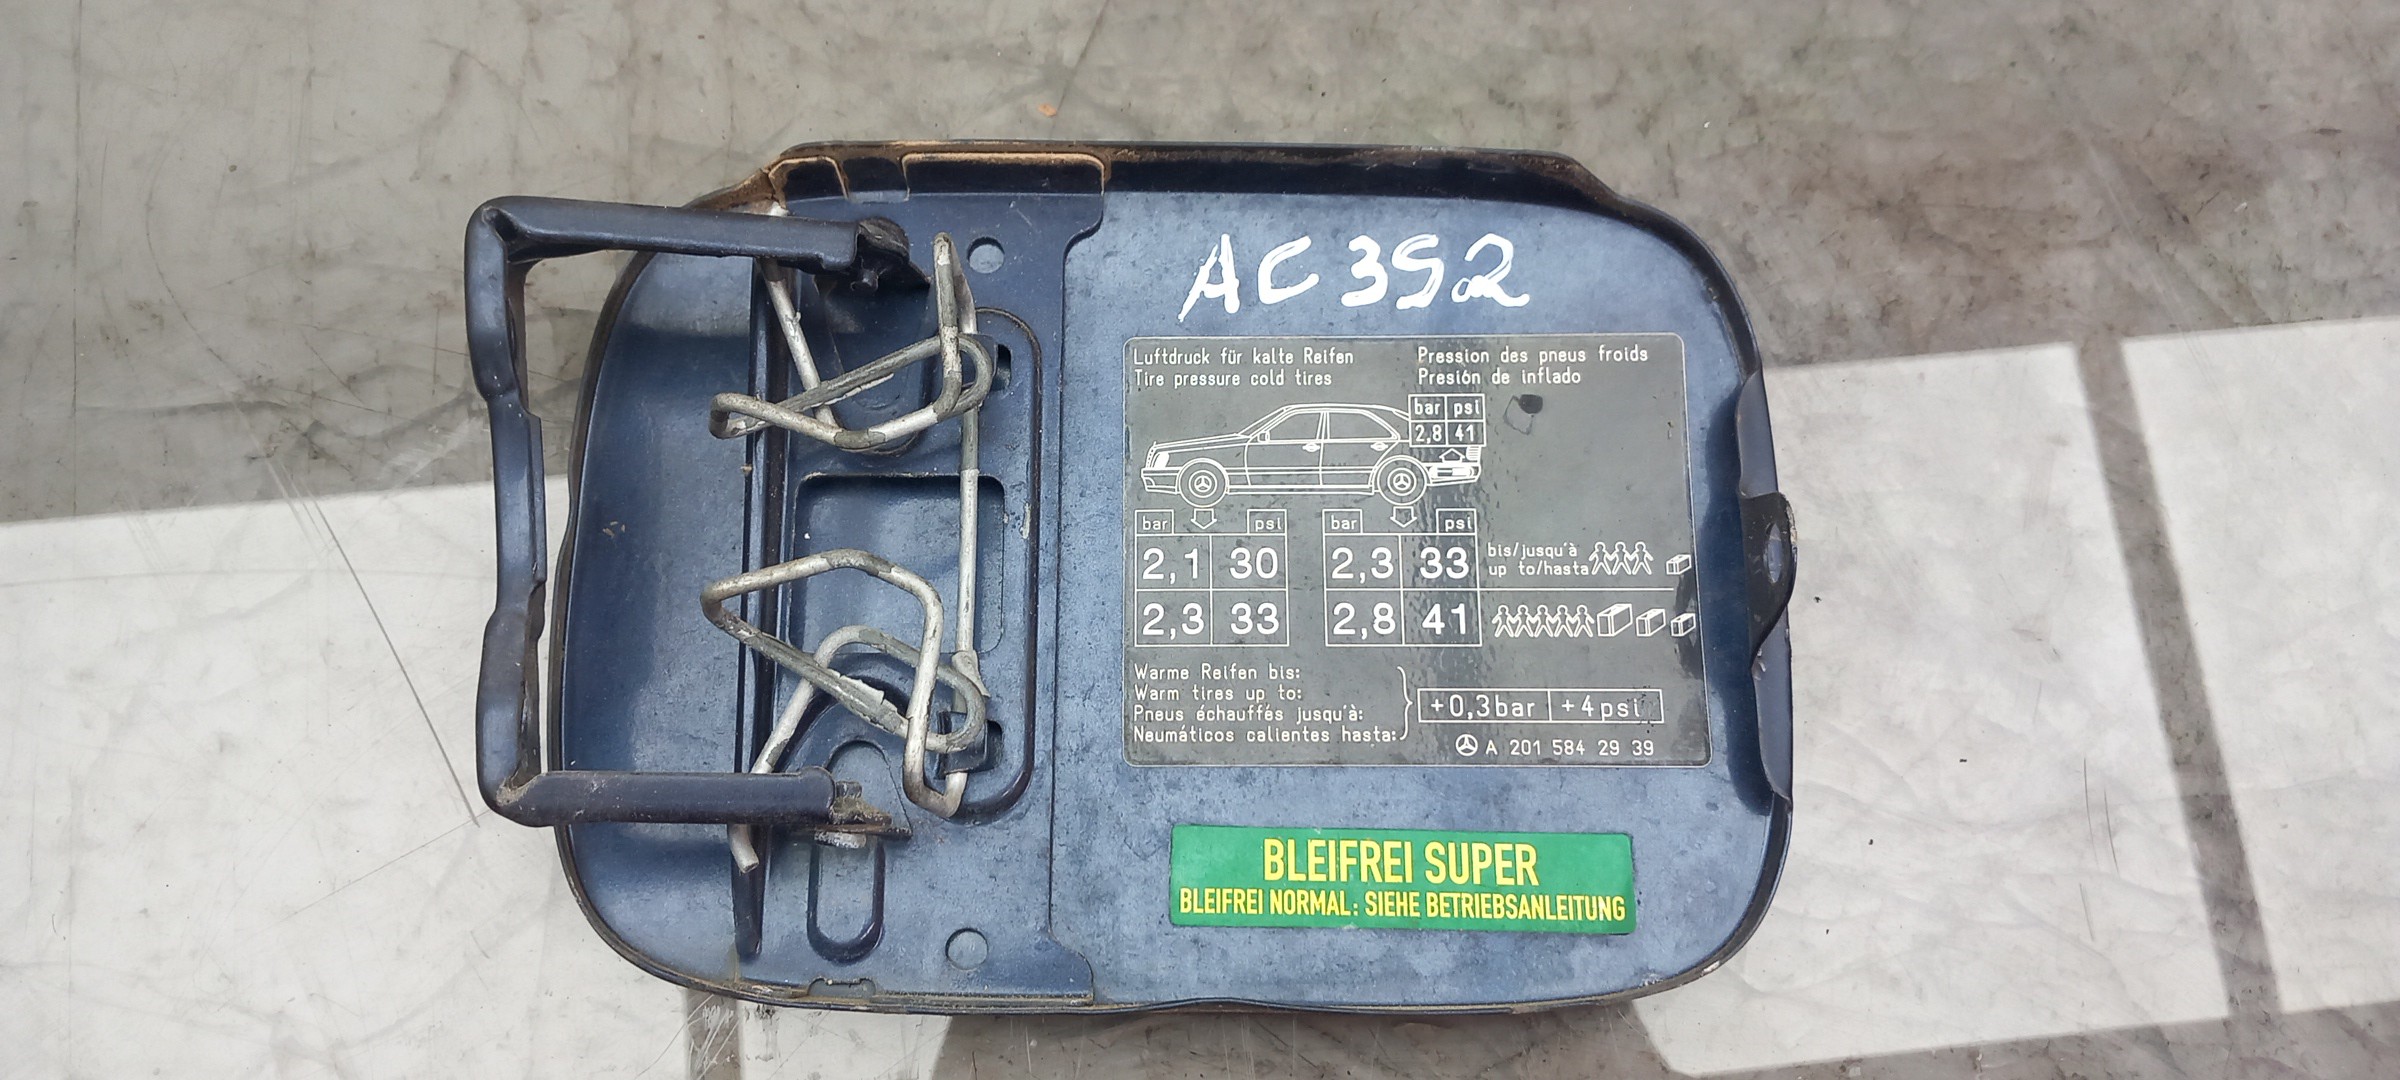 AC 392
Luftdruck für kalte Reifen
Tire pressure cold tires
Pression des pneus froids
Presión de inflado
bar psi
2,8 41
bar psi bar psi
2,1 30 2,3 33 bis/jusqu'à
up to/hasta
2,3 33 2,8 41
Warme Reifen bis:
Warm tires up to:
Pneus échauffés jusqu'à:
Neumáticos calientes hasta:
+0,3bar +4psi
A 201 584 29 39
BLEIFREI SUPER
BLEIFREI NORMAL: SIEHE BETRIEBSANLEITUNG